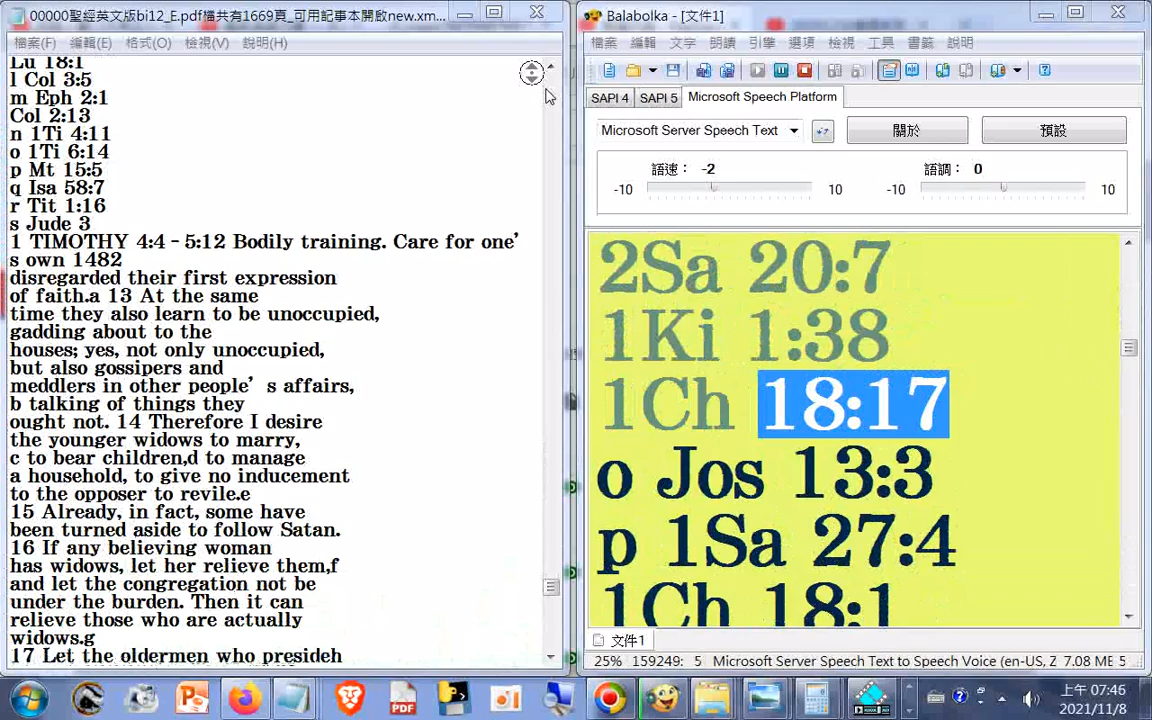 00000聖經英文版bi12_E.pdf檔共有1669頁_可用記事本開啟new.xm...
檔案(F) 編輯(E) 格式(O) 檢視(V) 說明(H)
Lu 18:1
l Col 3:5
m Eph 2:1
Col 2:13
n 1Ti 4:11
o 1Ti 6:14
p Mt 15:5
q Isa 58:7
r Tit 1:16
s Jude 3
1 TIMOTHY 4:4–5:12 Bodily training. Care for one’
s own 1482
disregarded their first expression
of faith.a 13 At the same
time they also learn to be unoccupied,
gadding about to the
houses; yes, not only unoccupied,
but also gossipers and
meddlers in other people’s affairs,
b talking of things they
ought not. 14 Therefore I desire
the younger widows to marry,
c to bear children,d to manage
a household, to give no inducement
to the opposer to revile.e
15 Already, in fact, some have
been turned aside to follow Satan.
16 If any believing woman
has widows, let her relieve them,f
and let the congregation not be
under the burden. Then it can
relieve those who are actually
widows.g
17 Let the oldermen who presideh
Balabolka - [文件1]
檔案 編輯 文字 朗讀 引擎 選項 檢視 工具 書籤 說明
SAPI 4 SAPI 5 Microsoft Speech Platform
Microsoft Server Speech Text 關於 預設
語速： -2 語調： 0
-10 10 -10 10
2Sa 20:7
1Ki 1:38
1Ch 18:17
o Jos 13:3
p 1Sa 27:4
1Ch 18:1
文件1
25% 159249: 5 Microsoft Server Speech Text to Speech Voice (en-US, Z 7.08 ME 5
上午 07:46
2021/11/8